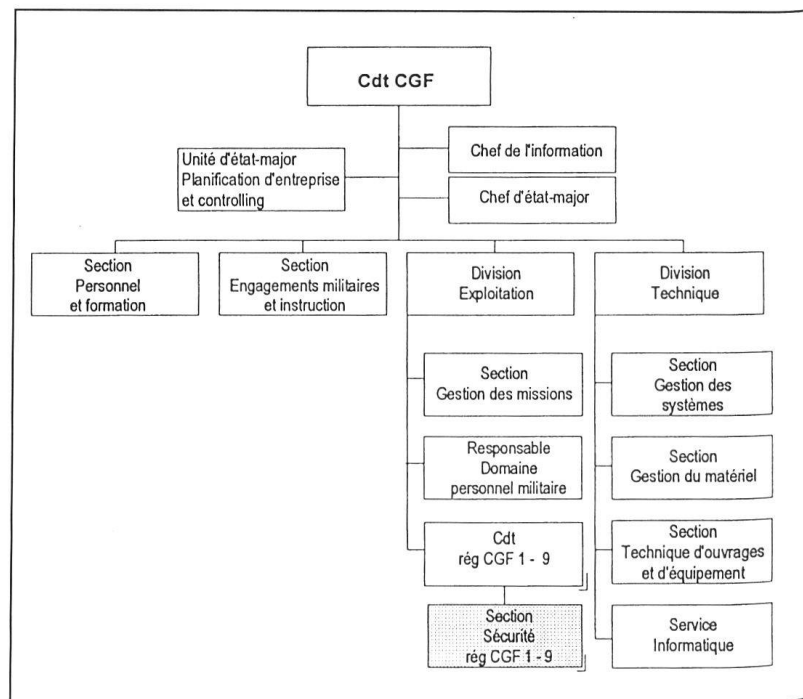 Cdt CGF
Unité d'état-major
Planification d'entreprise
et controlling
Chef de l'information
Chef d'état-major
Section
Personnel
et formation
Section
Engagements militaires
et instruction
Division
Exploitation
Division
Technique
Section
Gestion des missions
Responsable
Domaine
personnel militaire
Cdt
rég CGF 1 - 9
Section
Sécurité
rég CGF 1 - 9
Section
Gestion des
systèmes
Section
Gestion du matériel
Section
Technique d'ouvrages
et d'équipement
Service
Informatique